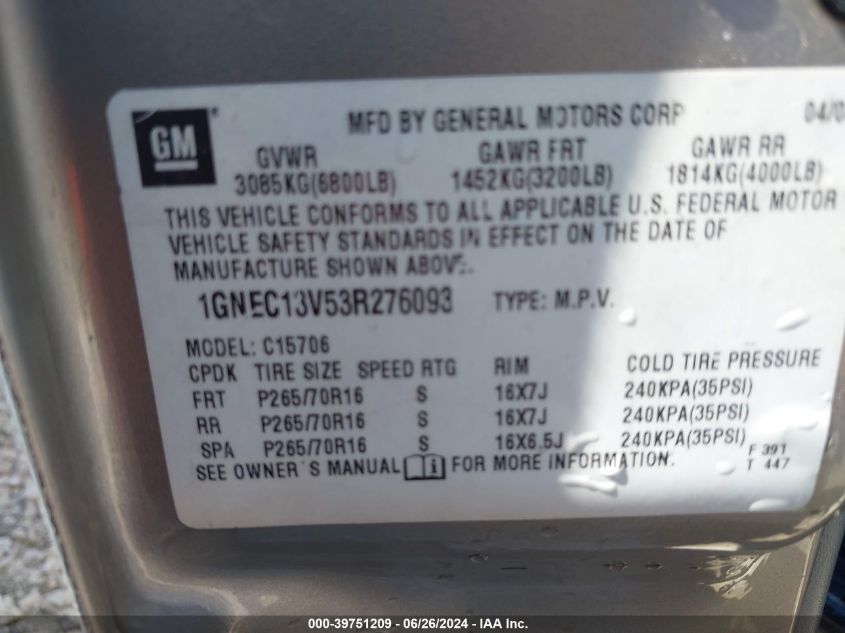 GM
MFD BY GENERAL MOTORS CORP 04/0
GVWR GAWR FRT GAWR RR
3085KG(6800LB) 1452KG(3200LB) 1814KG(4000LB)
THIS VEHICLE CONFORMS TO ALL APPLICABLE U.S. FEDERAL MOTOR
VEHICLE SAFETY STANDARDS IN EFFECT ON THE DATE OF
MANUFACTURE SHOWN ABOVE.
1GNEC13V53R276093 TYPE: M.P.V.
MODEL: C15706
CPDK TIRE SIZE SPEED RTG RIM COLD TIRE PRESSURE
FRT P265/70R16 S 16X7J 240KPA(35PSI)
RR P265/70R16 S 16X7J 240KPA(35PSI)
SPA P265/70R16 S 16X6.5J 240KPA(35PSI)
SEE OWNER'S MANUAL i FOR MORE INFORMATION.
F 391
T 447
000-39751209 - 06/26/2024 - IAA Inc.